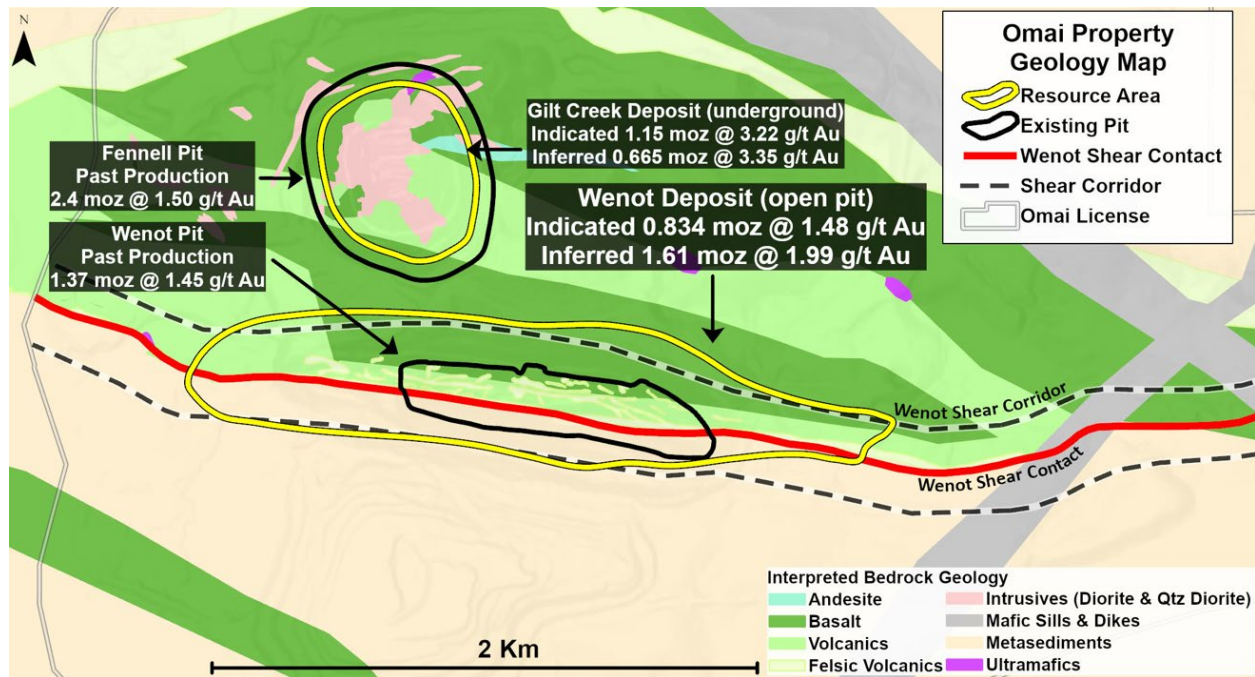 N
Omai Property
Geology Map
Resource Area
Existing Pit
Wenot Shear Contact
Shear Corridor
Omai License
Gilt Creek Deposit (underground)
Indicated 1.15 moz @ 3.22 g/t Au
Inferred 0.665 moz @ 3.35 g/t Au
Fennell Pit
Past Production
2.4 moz @ 1.50 g/t Au
Wenot Deposit (open pit)
Indicated 0.834 moz @ 1.48 g/t Au
Inferred 1.61 moz @ 1.99 g/t Au
Wenot Pit
Past Production
1.37 moz @ 1.45 g/t Au
Wenot Shear Corridor
Wenot Shear Contact
2 Km
Interpreted Bedrock Geology
Andesite
Basalt
Volcanics
Felsic Volcanics
Intrusives (Diorite & Qtz Diorite)
Mafic Sills & Dikes
Metasediments
Ultramafics